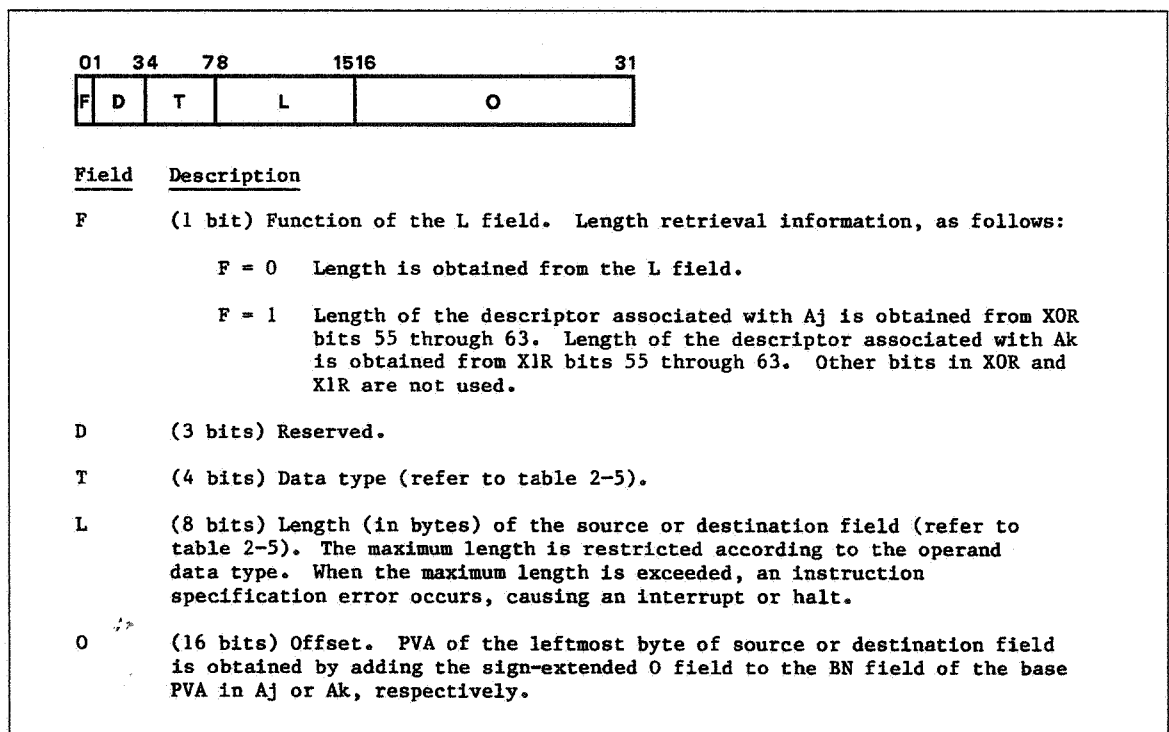 01 34 78 1516 31
F D T L O
Field Description
F (1 bit) Function of the L field. Length retrieval information, as follows:
F = 0 Length is obtained from the L field.
F = 1 Length of the descriptor associated with Aj is obtained from X0R
bits 55 through 63. Length of the descriptor associated with Ak
is obtained from X1R bits 55 through 63. Other bits in X0R and
X1R are not used.
D (3 bits) Reserved.
T (4 bits) Data type (refer to table 2-5).
L (8 bits) Length (in bytes) of the source or destination field (refer to
table 2-5). The maximum length is restricted according to the operand
data type. When the maximum length is exceeded, an instruction
specification error occurs, causing an interrupt or halt.
O (16 bits) Offset. PVA of the leftmost byte of source or destination field
is obtained by adding the sign-extended O field to the BN field of the base
PVA in Aj or Ak, respectively.